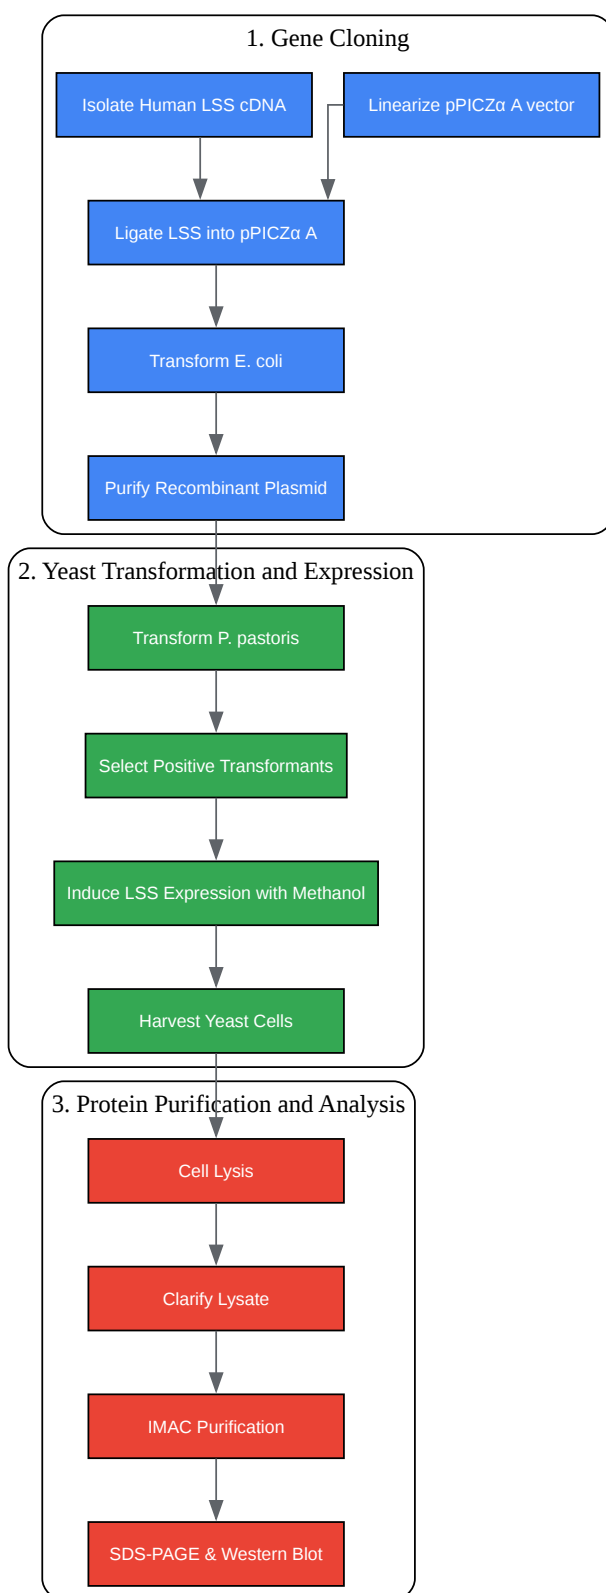 1. Gene Cloning
Isolate Human LSS cDNA
Linearize pPICZα A vector
Ligate LSS into pPICZα A
Transform E. coli
Purify Recombinant Plasmid
2. Yeast Transformation and Expression
Transform P. pastoris
Select Positive Transformants
Induce LSS Expression with Methanol
Harvest Yeast Cells
3. Protein Purification and Analysis
Cell Lysis
Clarify Lysate
IMAC Purification
SDS-PAGE & Western Blot